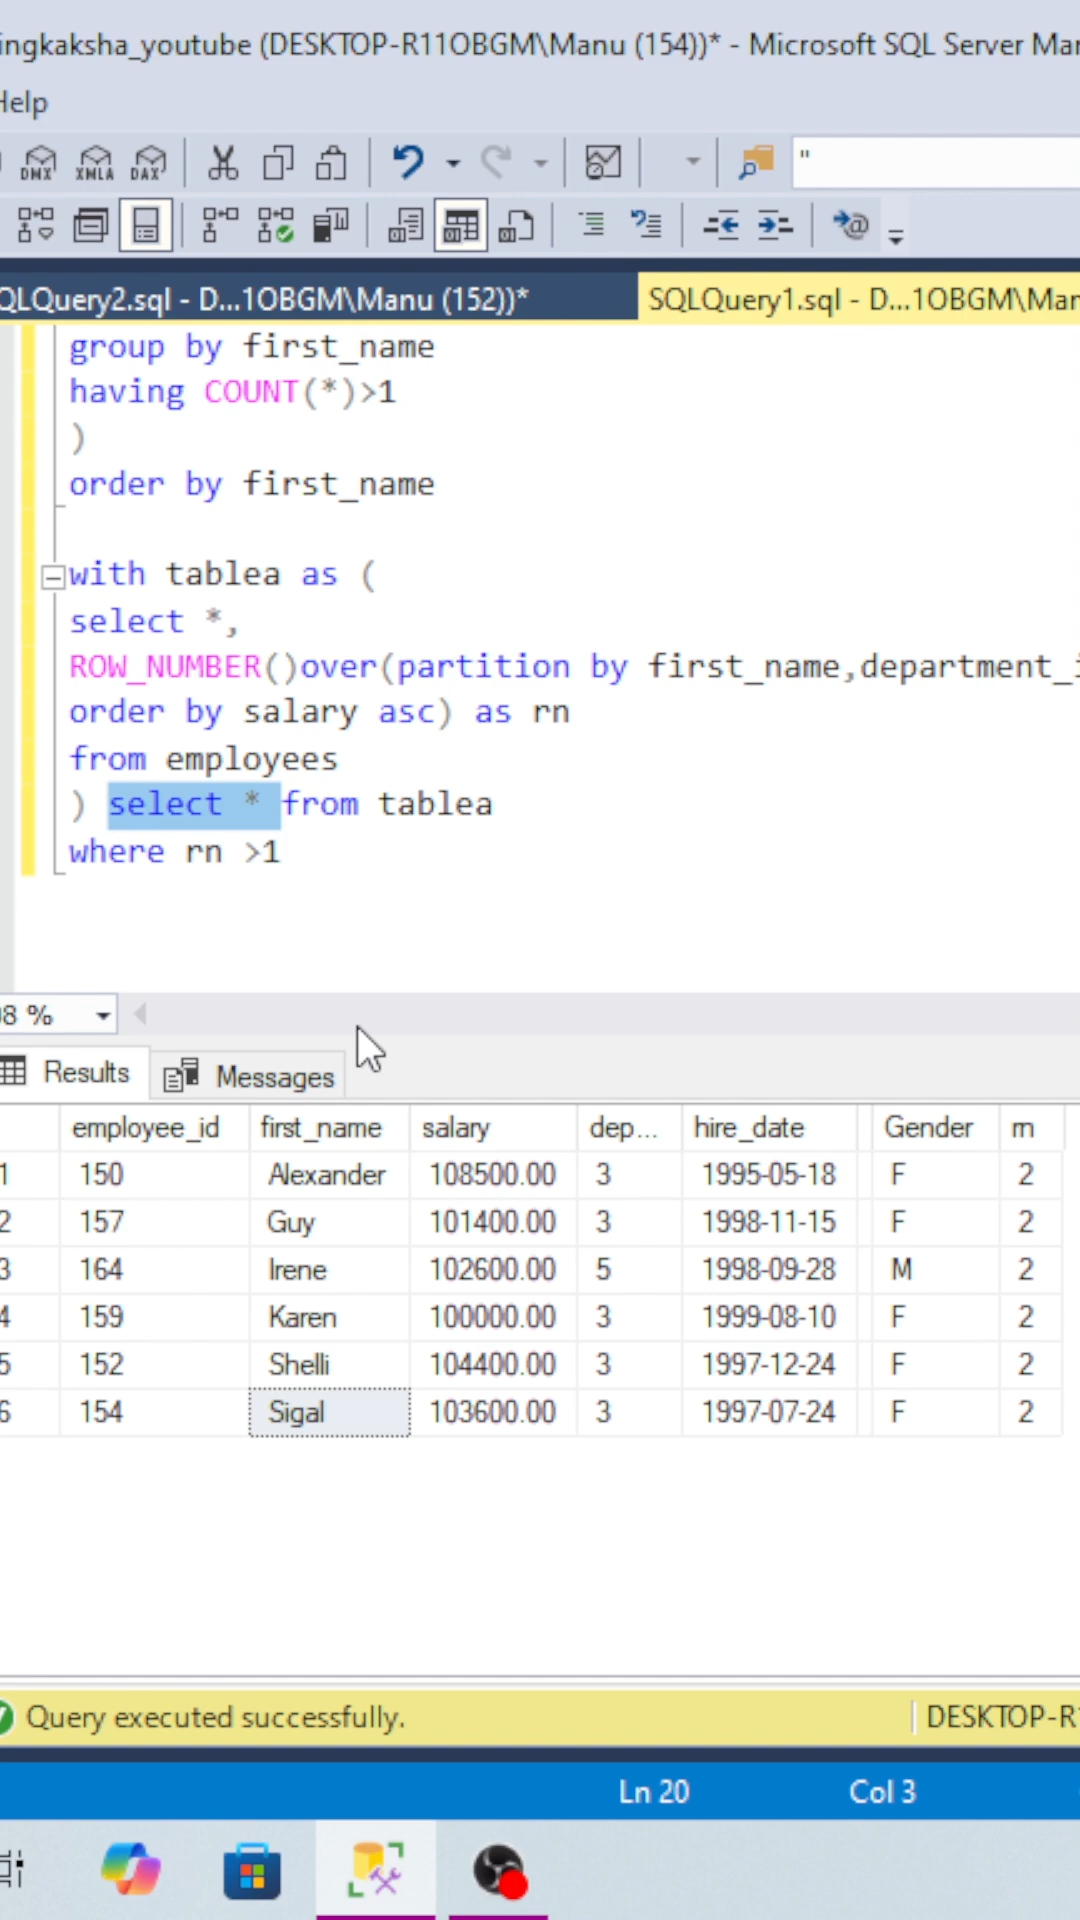 ingkaksha_youtube (DESKTOP-R11OBGM\Manu (154))* - Microsoft SQL Server Mar
Help
DMX XMLA DAX "
QLQuery2.sql - D...1OBGM\Manu (152))* SQLQuery1.sql - D...1OBGM\Man
group by first_name
having COUNT(*)>1
)
order by first_name
with tablea as (
select *,
ROW_NUMBER()over(partition by first_name,department_i
order by salary asc) as rn
from employees
) select * from tablea
where rn >1
98 %
Results Messages
employee_id first_name salary dep... hire_date Gender rn
1 150 Alexander 108500.00 3 1995-05-18 F 2
2 157 Guy 101400.00 3 1998-11-15 F 2
3 164 Irene 102600.00 5 1998-09-28 M 2
4 159 Karen 100000.00 3 1999-08-10 F 2
5 152 Shelli 104400.00 3 1997-12-24 F 2
6 154 Sigal 103600.00 3 1997-07-24 F 2
Query executed successfully. DESKTOP-R1
Ln 20 Col 3